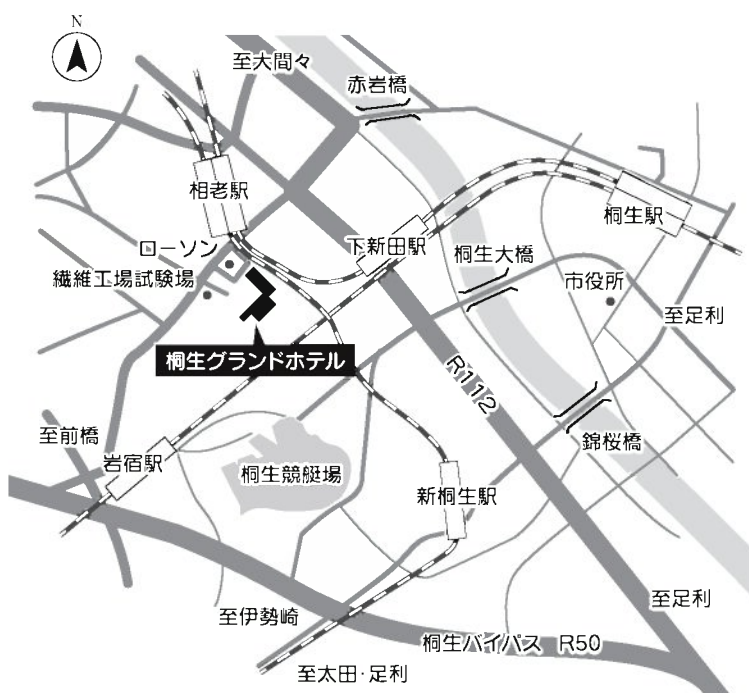 N
至大間々
赤岩橋
相老駅
桐生駅
下新田駅
ローソン
桐生大橋
繊維工場試験場
市役所
至足利
桐生グランドホテル
R112
至前橋
岩宿駅
錦桜橋
桐生競艇場
新桐生駅
至足利
至伊勢崎
桐生バイパス R50
至太田·足利